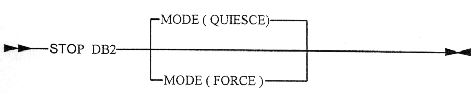 MODE ( QUIESCE)
STOP DB2
MODE ( FORCE )